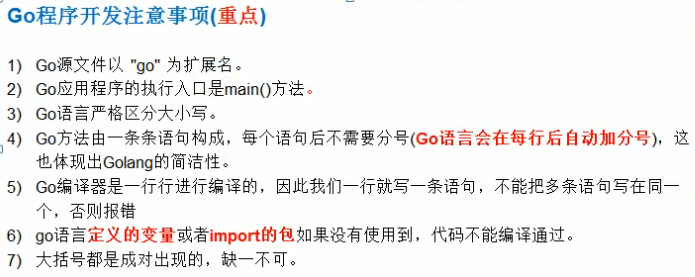 Go程序开发注意事项(重点)
1) Go源文件以 "go" 为扩展名。
2) Go应用程序的执行入口是main()方法。
3) Go语言严格区分大小写。
4) Go方法由一条条语句构成，每个语句后不需要分号(Go语言会在每行后自动加分号)，这
也体现出Golang的简洁性。
5) Go编译器是一行行进行编译的，因此我们一行就写一条语句，不能把多条语句写在同一
个，否则报错
6) go语言定义的变量或者import的包如果没有使用到，代码不能编译通过。
7) 大括号都是成对出现的，缺一不可。